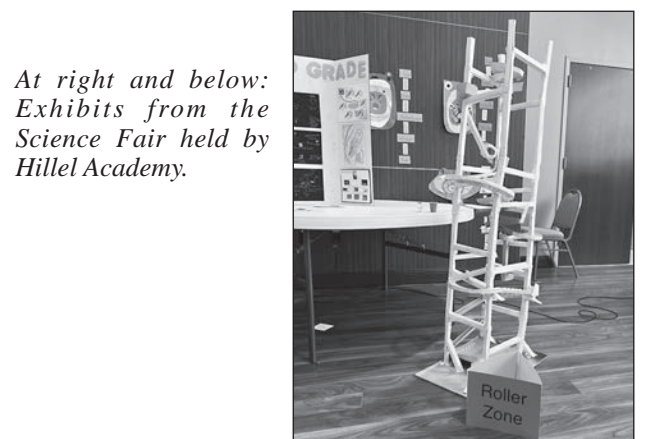 At right and below:
Exhibits from the
Science Fair held by
Hillel Academy.
GRADE
Roller
Zone